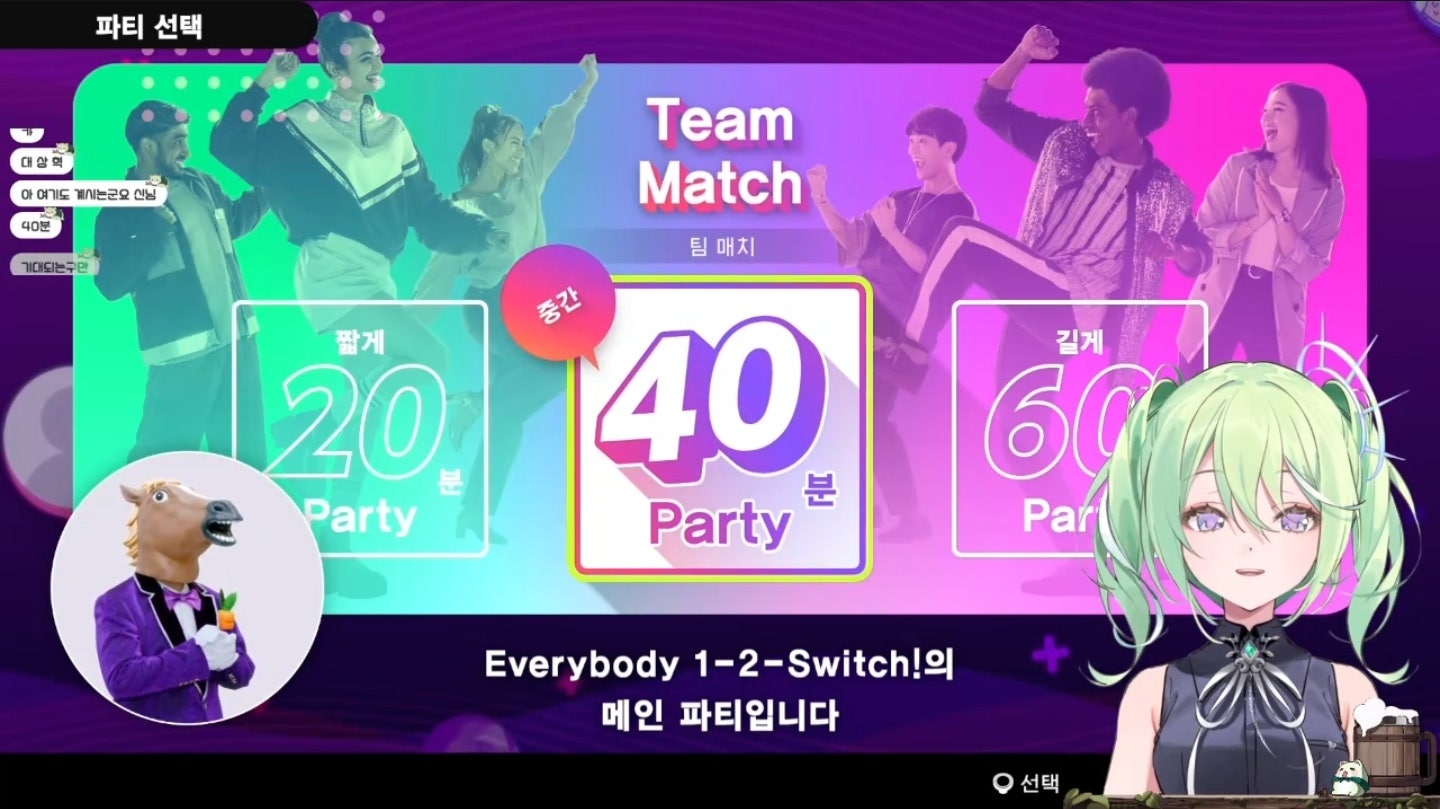 파티 선택
Team
Match
팀 매치
대 상 혁
아 여기도 계시는군요 신님
40분
기대되는구만
짧게
20
분
Party
중간
40
분
Party
길게
60
Everybody 1-2-Switch!의
메인 파티입니다
선택